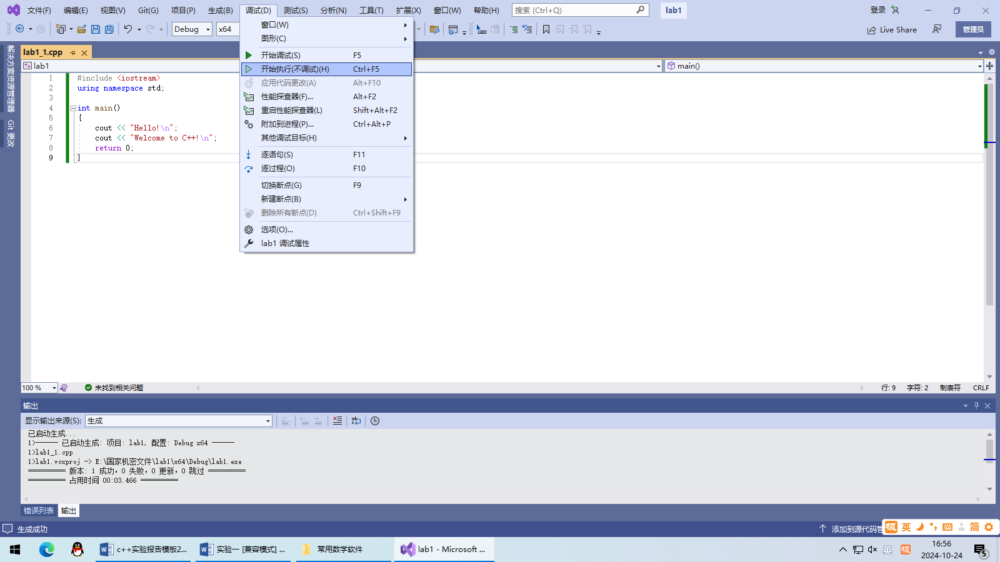 文件(F) 编辑(E) 视图(V) Git(G) 项目(P) 生成(B) 调试(D) 测试(S) 分析(N) 工具(T) 扩展(X) 窗口(W) 帮助(H) 搜索 (Ctrl+Q) lab1 登录
Debug x64 Live Share 管理员
解决方案资源管理器
Git 更改
lab1_1.cpp
lab1 main()
窗口(W)
图形(C)
开始调试(S) F5
开始执行(不调试)(H) Ctrl+F5
应用代码更改(A) Alt+F10
性能探查器(F)... Alt+F2
重启性能探查器(L) Shift+Alt+F2
附加到进程(P)... Ctrl+Alt+P
其他调试目标(H)
逐语句(S) F11
逐过程(O) F10
切换断点(G) F9
新建断点(B)
删除所有断点(D) Ctrl+Shift+F9
选项(O)...
lab1 调试属性
1 #include <iostream>
2 using namespace std;
3
4 int main()
5 {
6 cout << "Hello!\n";
7 cout << "Welcome to C++!\n";
8 return 0;
9 }
100 % 未找到相关问题 行: 9 字符: 2 制表符 CRLF
输出
显示输出来源(S): 生成
已启动生成...
1>------ 已启动生成: 项目: lab1, 配置: Debug x64 ------
1>lab1_1.cpp
1>lab1.vcxproj -> E:\国家机密文件\lab1\x64\Debug\lab1.exe
========== 版本: 1 成功，0 失败，0 更新，0 跳过 ==========
========== 占用时间 00:03.466 ==========
错误列表 输出
生成成功 添加到源代码管 极 英 简
c++实验报告模板2... 实验一 [兼容模式] ... 常用数学软件 lab1 - Microsoft ... 英 极 16:56
2024-10-24 5